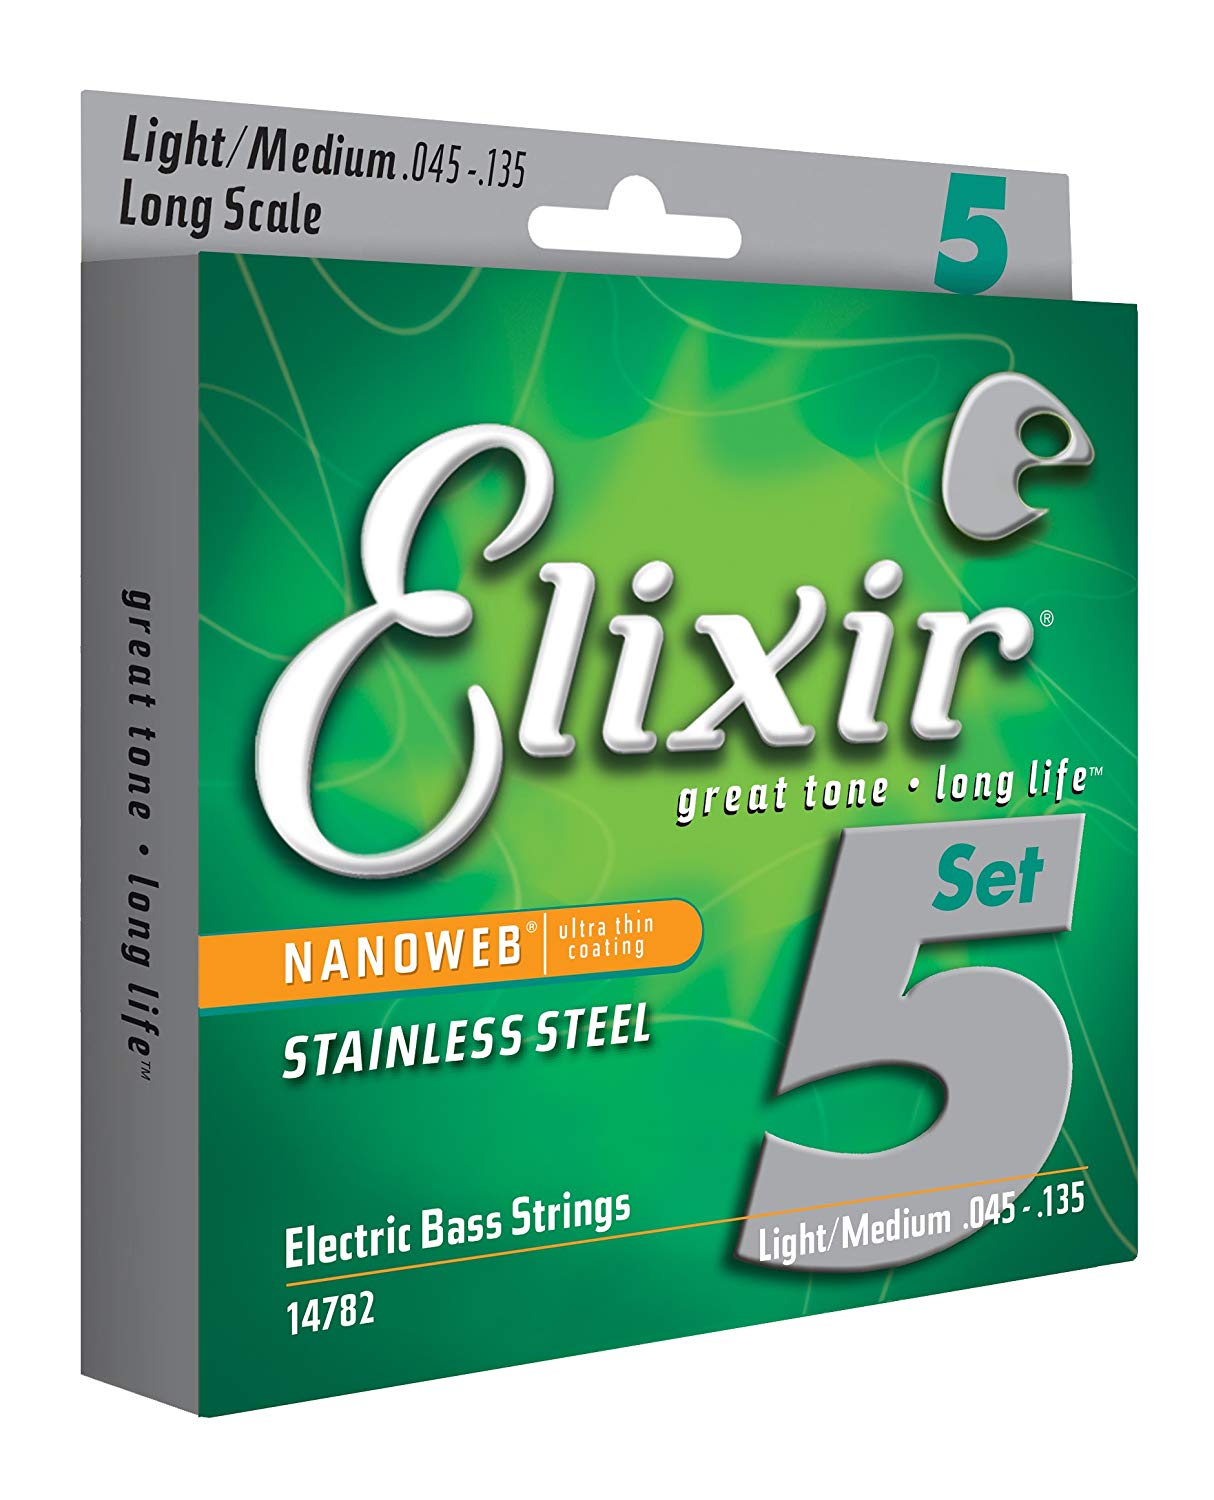 Light/Medium .045-.135
Long Scale
5
e
Elixir®
great tone • long life™
Set
5
NANOWEB® | ultra thin
coating
STAINLESS STEEL
Electric Bass Strings
Light/Medium .045-.135
14782
great tone • long life™